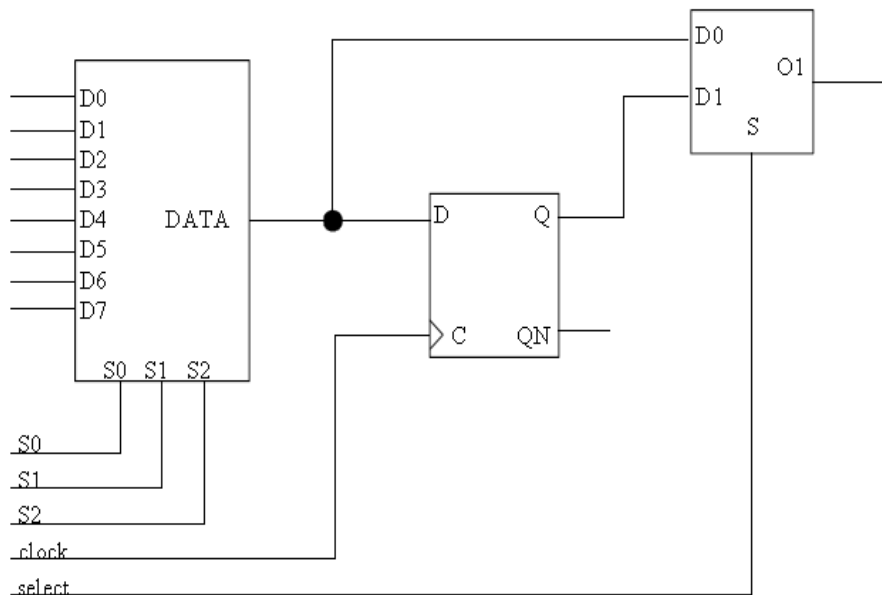 D0
O1
D1
S
D0
D1
D2
D3
D4
DATA
D5
D6
D7
S0 S1 S2
D Q
C QN
S0
S1
S2
clock
select